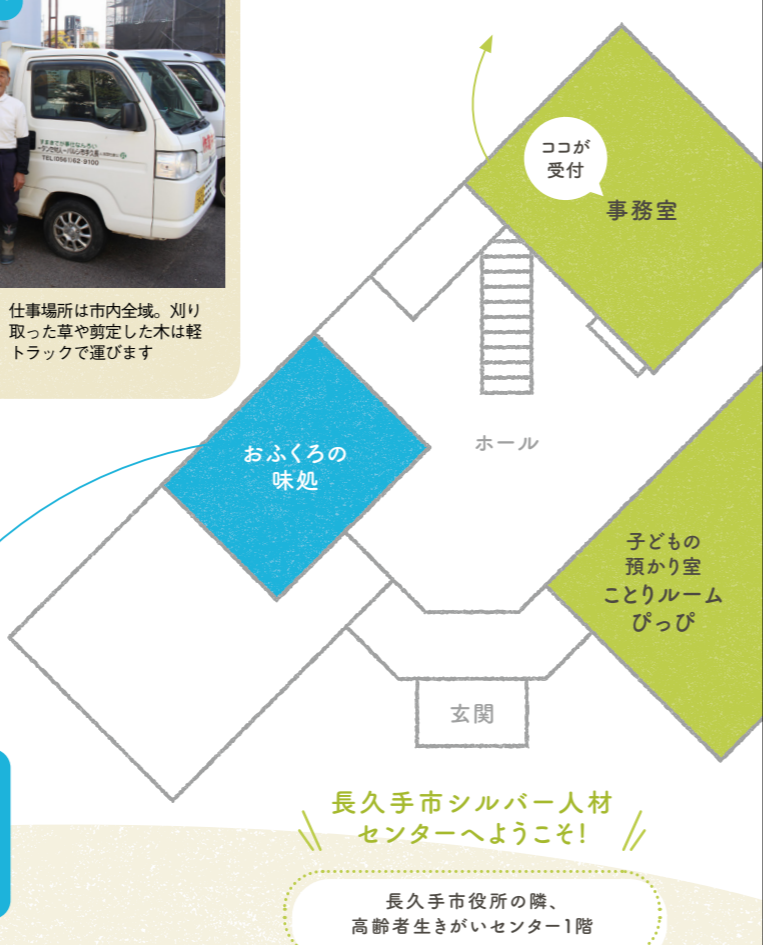 TEL(0561)62-9100
仕事場所は市内全域。刈り
取った草や剪定した木は軽
トラックで運びます
ココが
受付
事務室
おふくろの
味処
ホール
子どもの
預かり室
ことりルーム
ぴっぴ
玄関
長久手市シルバー人材
センターへようこそ!
長久手市役所の隣、
高齢者生きがいセンター1階